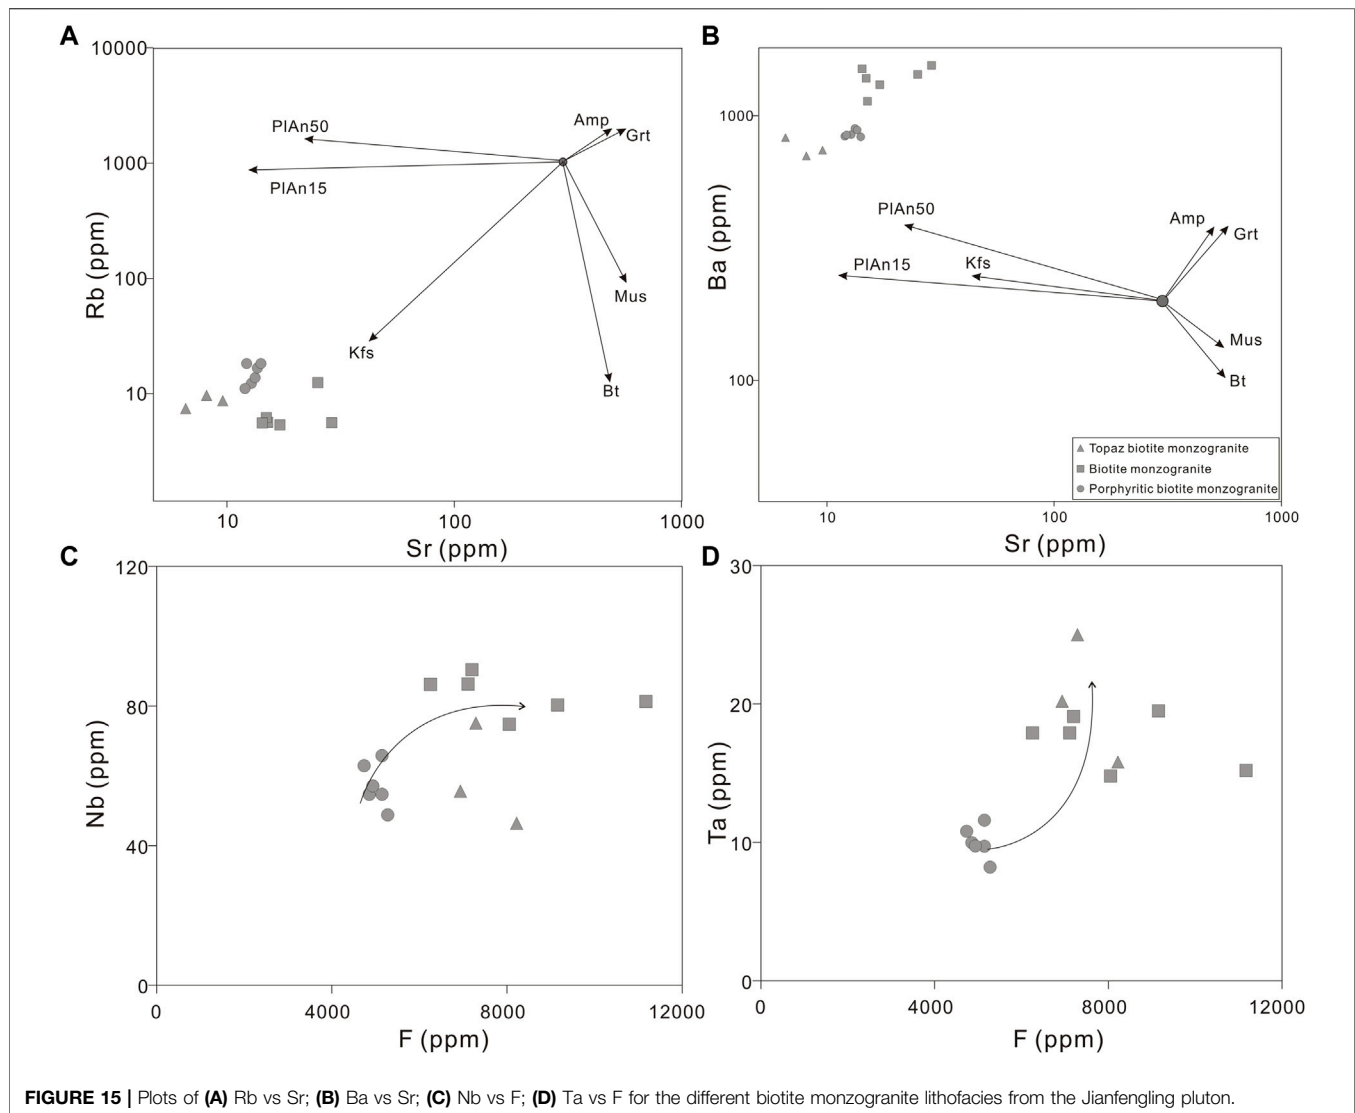 A
10000
1000
100
10
Rb (ppm)
PlAn50
PlAn15
Amp
Grt
Mus
Kfs
Bt
10
100
1000
Sr (ppm)
B
1000
100
Ba (ppm)
PlAn50
PlAn15
Kfs
Amp
Grt
Mus
Bt
Topaz biotite monzogranite
Biotite monzogranite
Porphyritic biotite monzogranite
10
100
1000
Sr (ppm)
C
120
80
40
0
Nb (ppm)
0
4000
8000
12000
F (ppm)
D
30
20
10
0
Ta (ppm)
0
4000
8000
12000
F (ppm)
FIGURE 15 | Plots of (A) Rb vs Sr; (B) Ba vs Sr; (C) Nb vs F; (D) Ta vs F for the different biotite monzogranite lithofacies from the Jianfengling pluton.